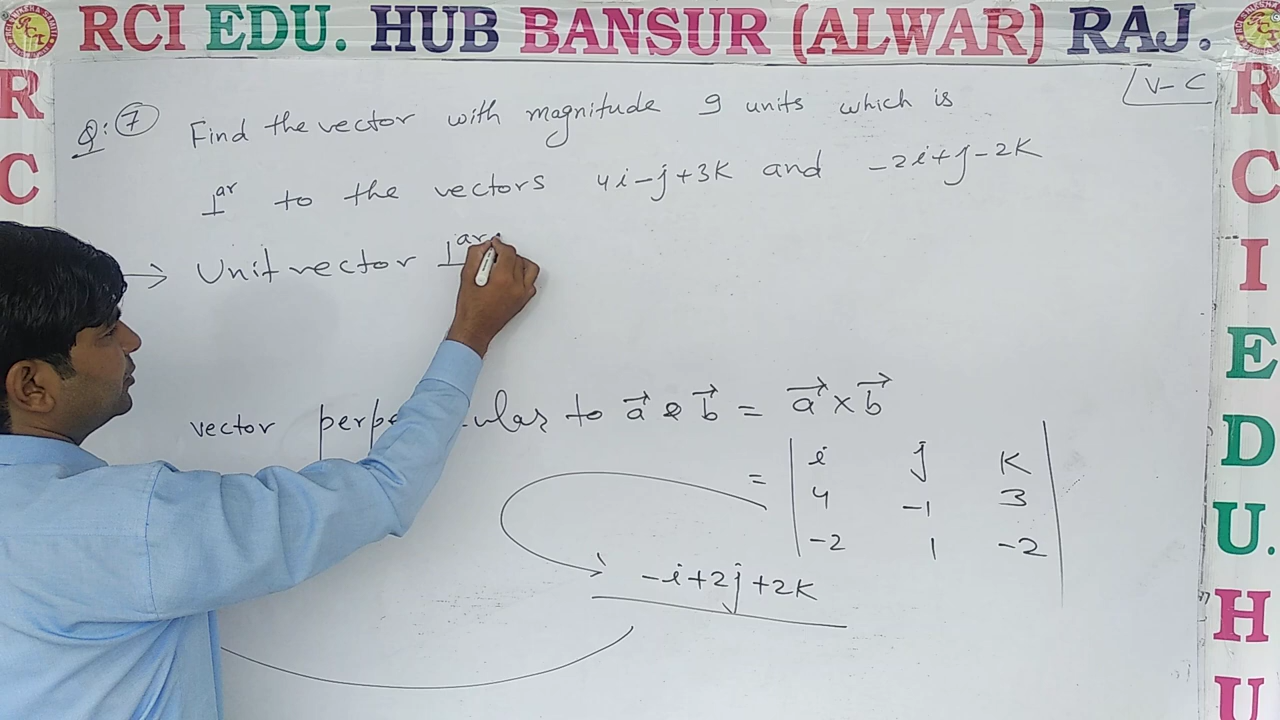 RCI EDU. HUB BANSUR (ALWAR) RAJ.
V-C
Q:⑦ Find the vector with magnitude 9 units which is
⊥ar to the vectors 4i-j+3K and -2i+j-2K
→ Unit vector ⊥ar
vector perpe cular to a⃗ & b⃗ = a⃗ × b⃗
= | i j K |
| 4 -1 3 |
| -2 1 -2 |
-i+2j+2K
R
C
R
C
I
E
D
U.
H
U